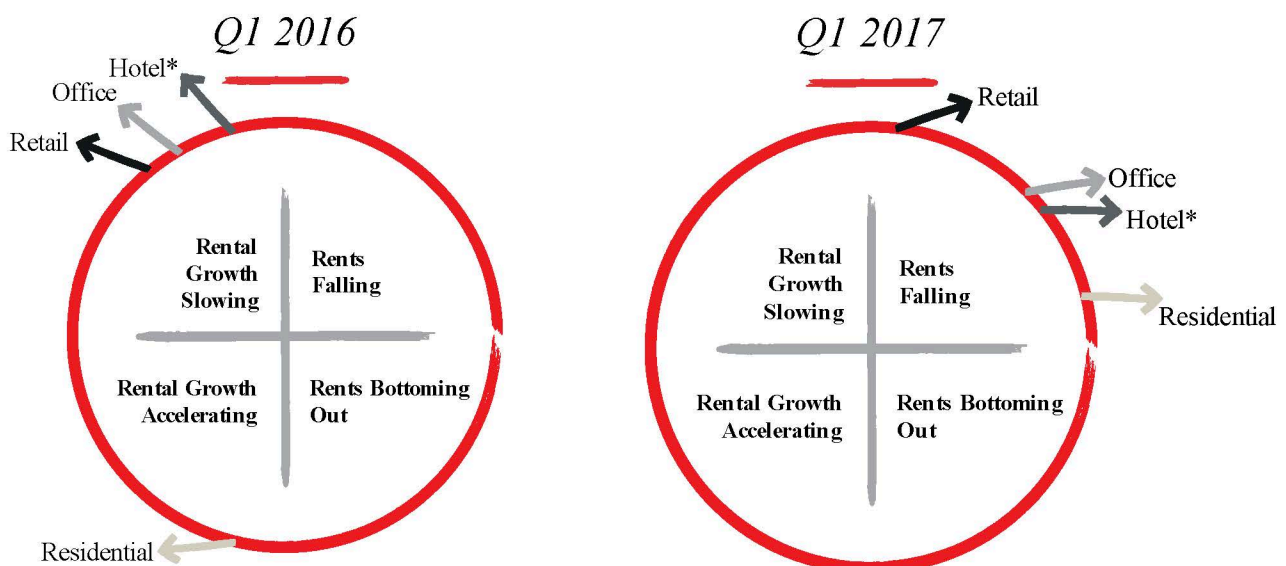 Q1 2016
Hotel*
Office
Retail
Rental
Growth
Slowing
Rents
Falling
Rental Growth
Accelerating
Rents Bottoming
Out
Residential
Q1 2017
Retail
Office
Hotel*
Residential
Rental
Growth
Slowing
Rents
Falling
Rental Growth
Accelerating
Rents Bottoming
Out